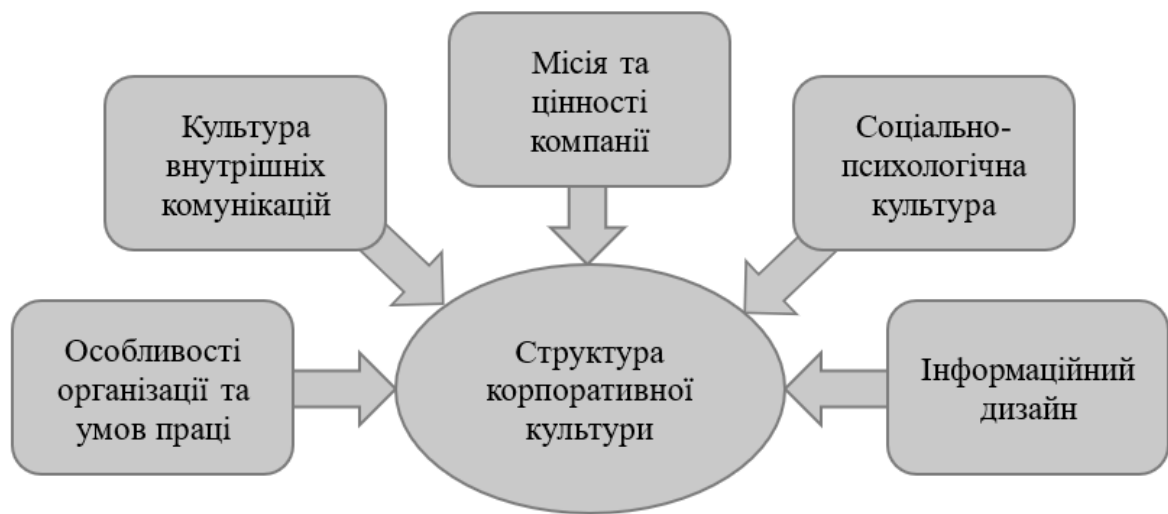 Місія та
цінності
компанії
Культура
внутрішніх
комунікацій
Соціально-
психологічна
культура
Особливості
організації та
умов праці
Структура
корпоративної
культури
Інформаційний
дизайн